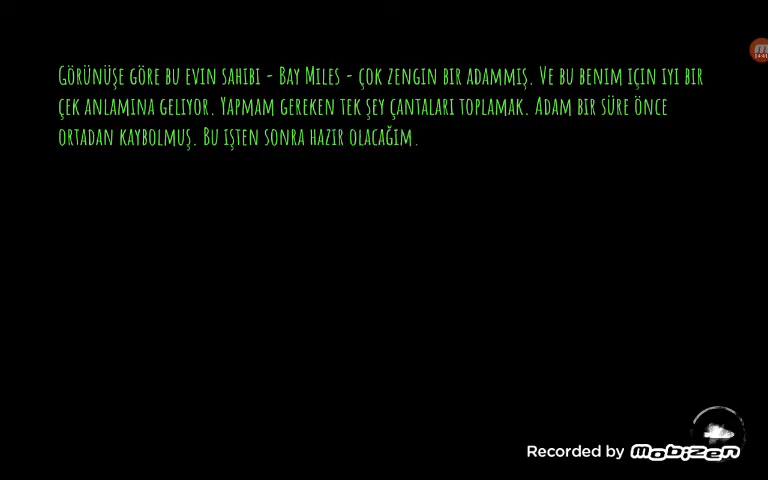 Görünüşe göre bu evin sahibi - Bay Miles - çok zengin bir adammış. Ve bu benim için iyi bir
çek anlamına geliyor. Yapmam gereken tek şey çantaları toplamak. Adam bir süre önce
ortadan kaybolmuş. Bu işten sonra hazır olacağım.
Recorded by Mobizen